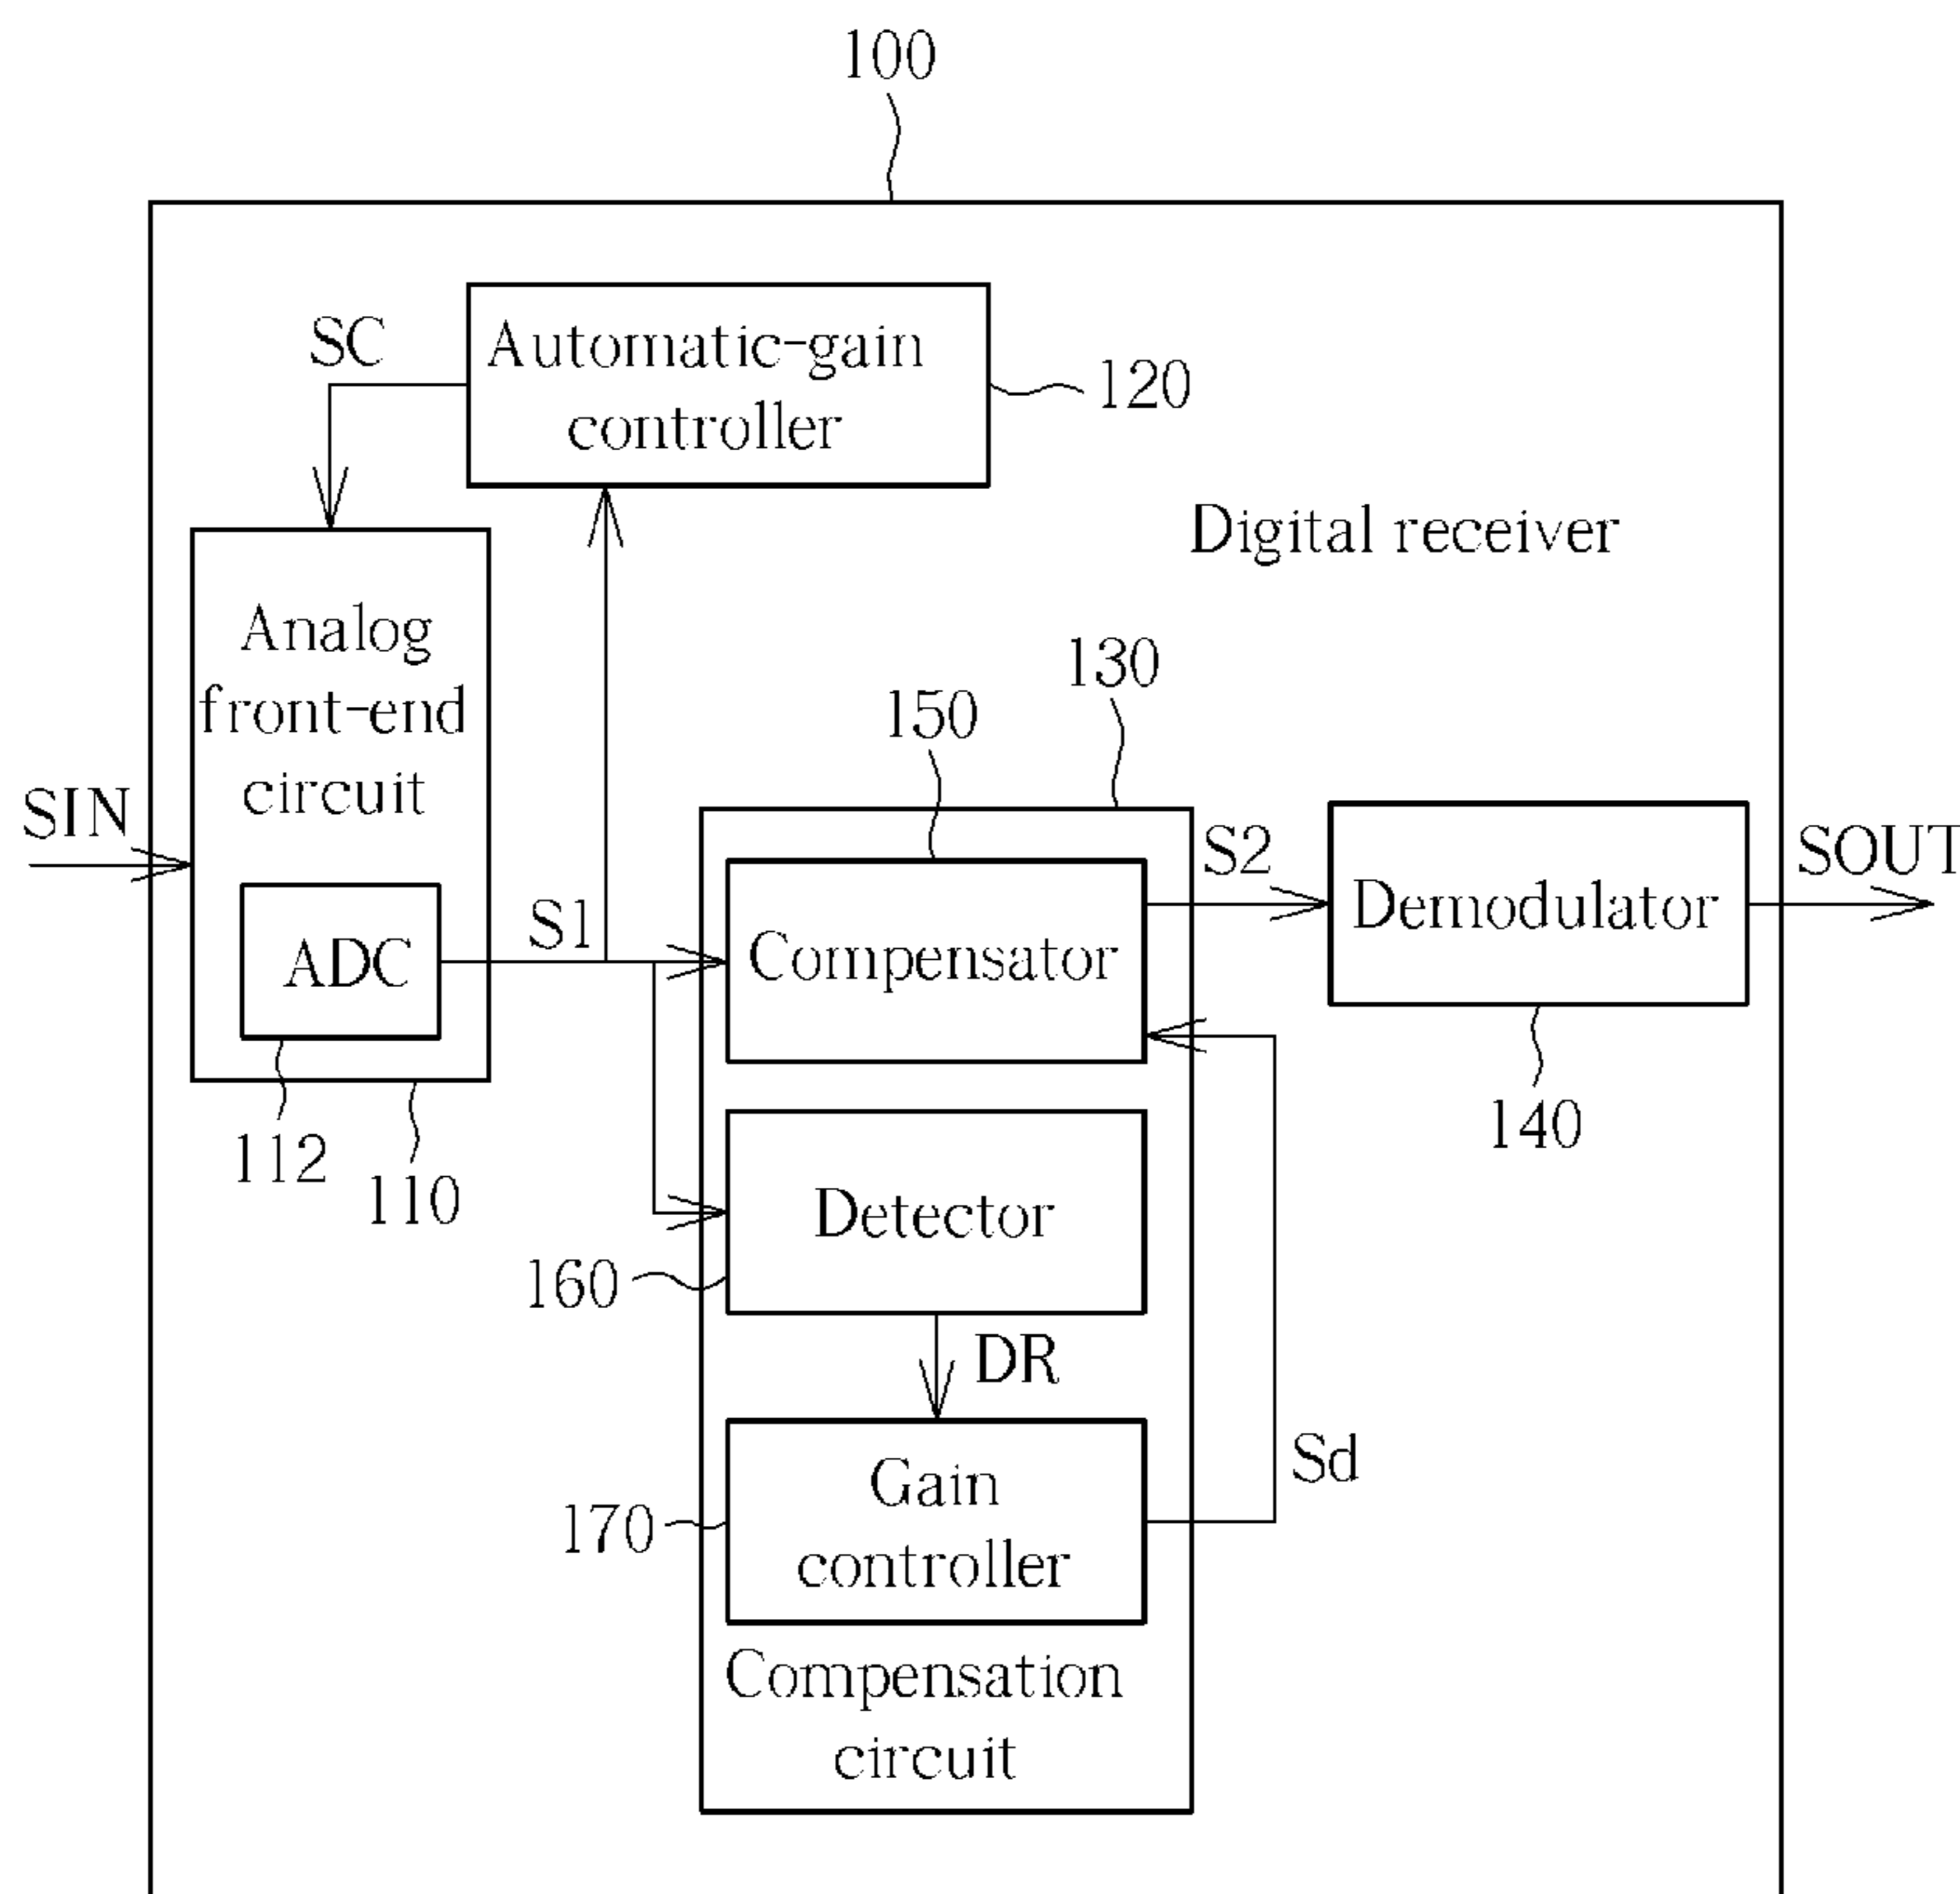 100
SC
Automatic-gain
controller
120
Digital receiver
Analog
front-end
circuit
SIN
ADC
112
110
S1
130
150
Compensator
S2
Demodulator
SOUT
140
Detector
160
DR
Gain
controller
170
Sd
Compensation
circuit